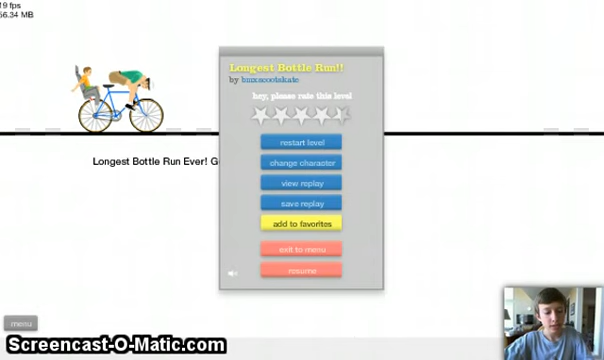 19 fps
56.34 MB
Longest Bottle Run!!
by bmxscootskate
hey, please rate this level
restart level
change character
view replay
save replay
add to favorites
exit to menu
resume
Longest Bottle Run Ever! G
menu
Screencast-O-Matic.com